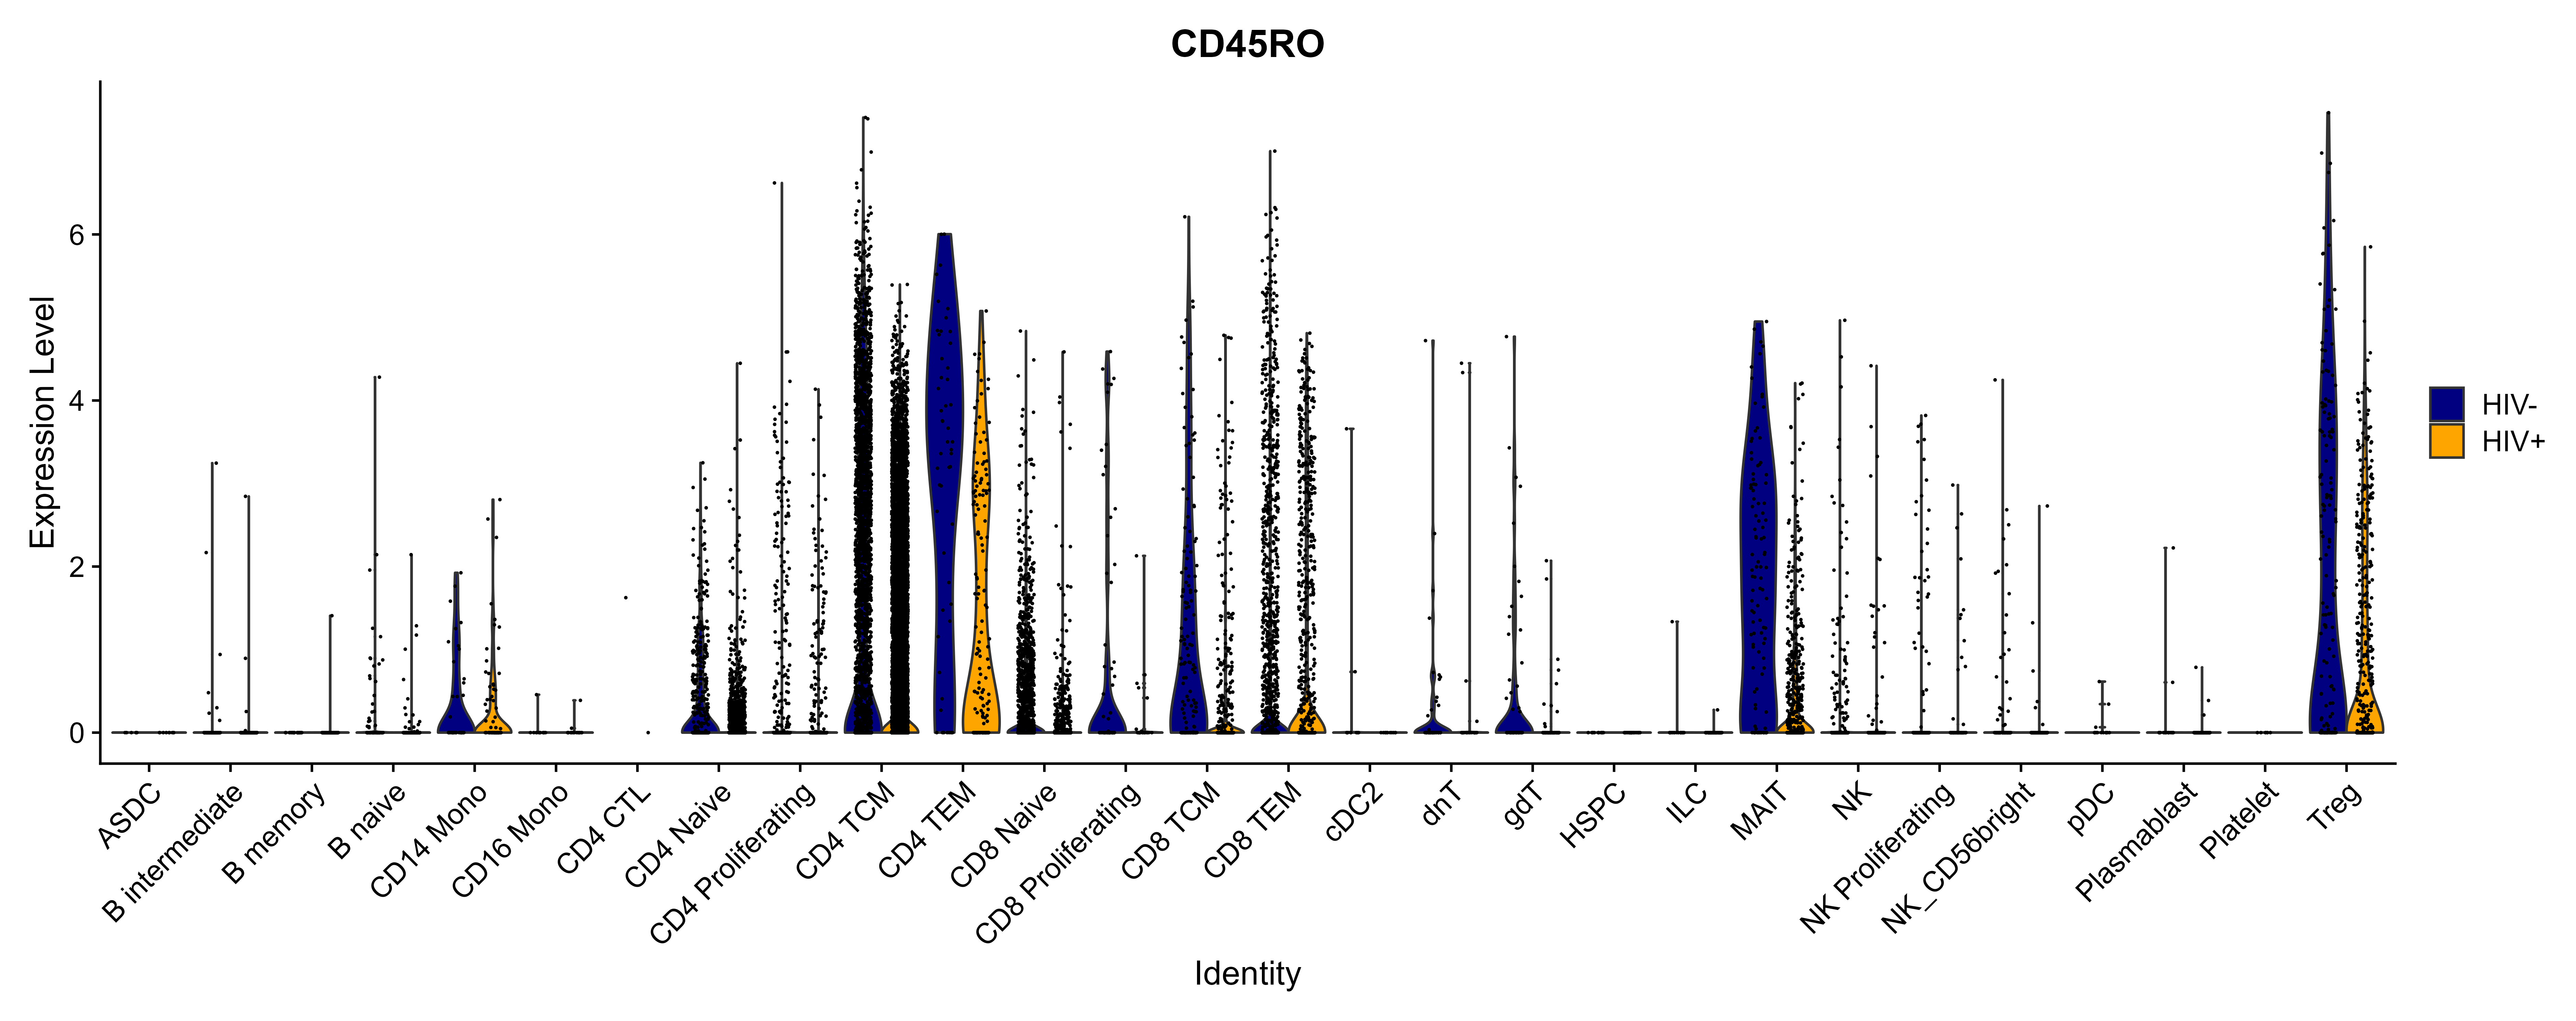 CD45RO
Expression Level
6
4
2
0
HIV-
HIV+
ASDC
B intermediate
B memory
B naive
CD14 Mono
CD16 Mono
CD4 CTL
CD4 Naive
CD4 Proliferating
CD4 TCM
CD4 TEM
CD8 Naive
CD8 Proliferating
CD8 TCM
CD8 TEM
cDC2
dnT
gdT
HSPC
ILC
MAIT
NK
NK Proliferating
NK_CD56bright
pDC
Plasmablast
Platelet
Treg
Identity